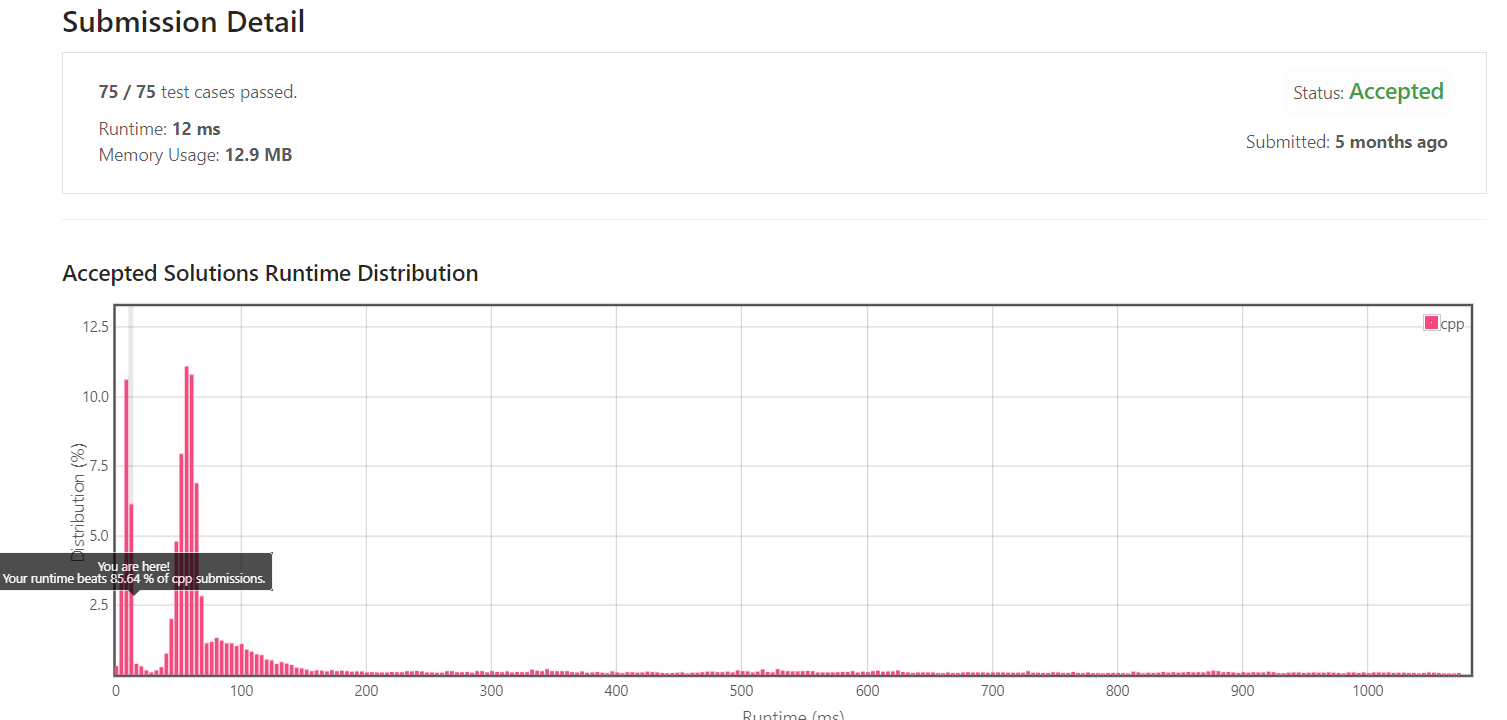 Submission Detail
75 / 75 test cases passed.
Status: Accepted
Runtime: 12 ms
Submitted: 5 months ago
Memory Usage: 12.9 MB
Accepted Solutions Runtime Distribution
cpp
12.5
10.0
7.5
5.0
2.5
Distribution (%)
You are here!
Your runtime beats 85.64 % of cpp submissions.
0 100 200 300 400 500 600 700 800 900 1000
Runtime (ms)